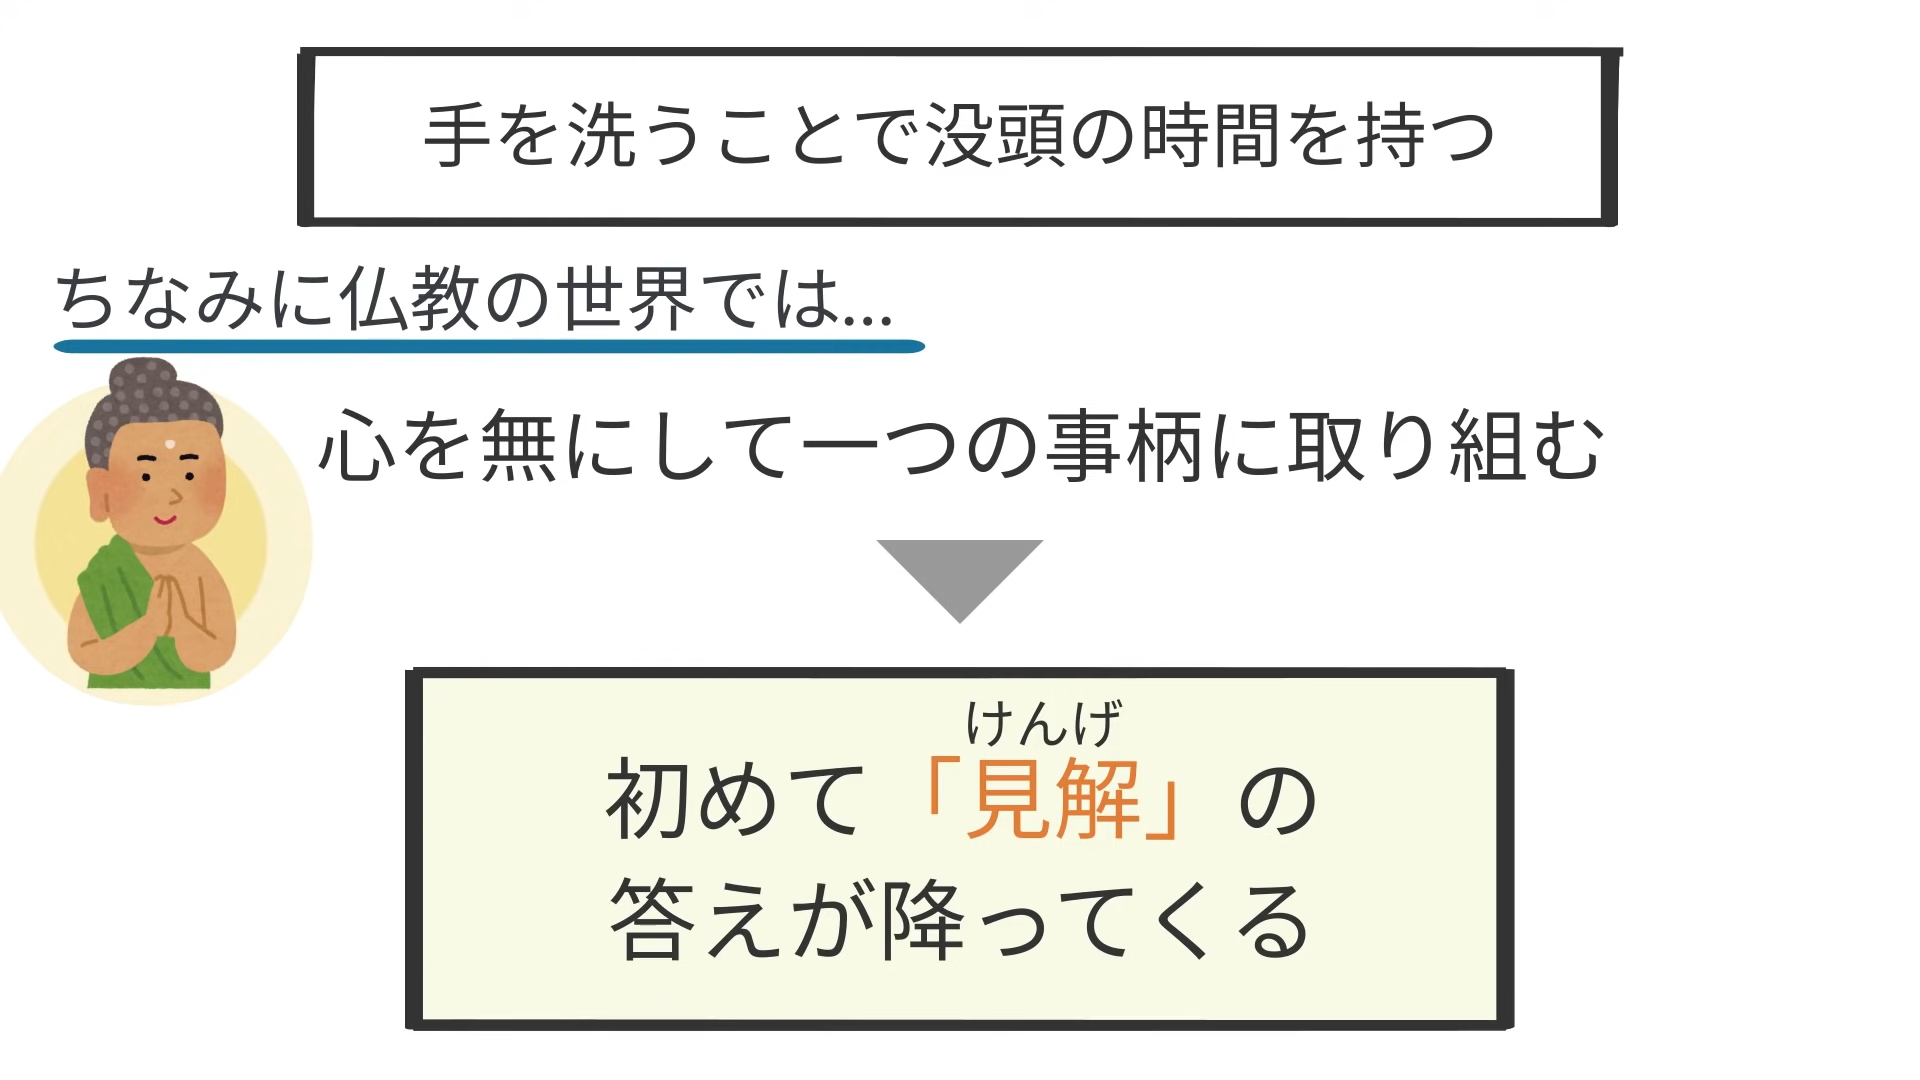 手を洗うことで没頭の時間を持つ
ちなみに仏教の世界では...
心を無にして一つの事柄に取り組む
けんげ
初めて「見解」の
答えが降ってくる